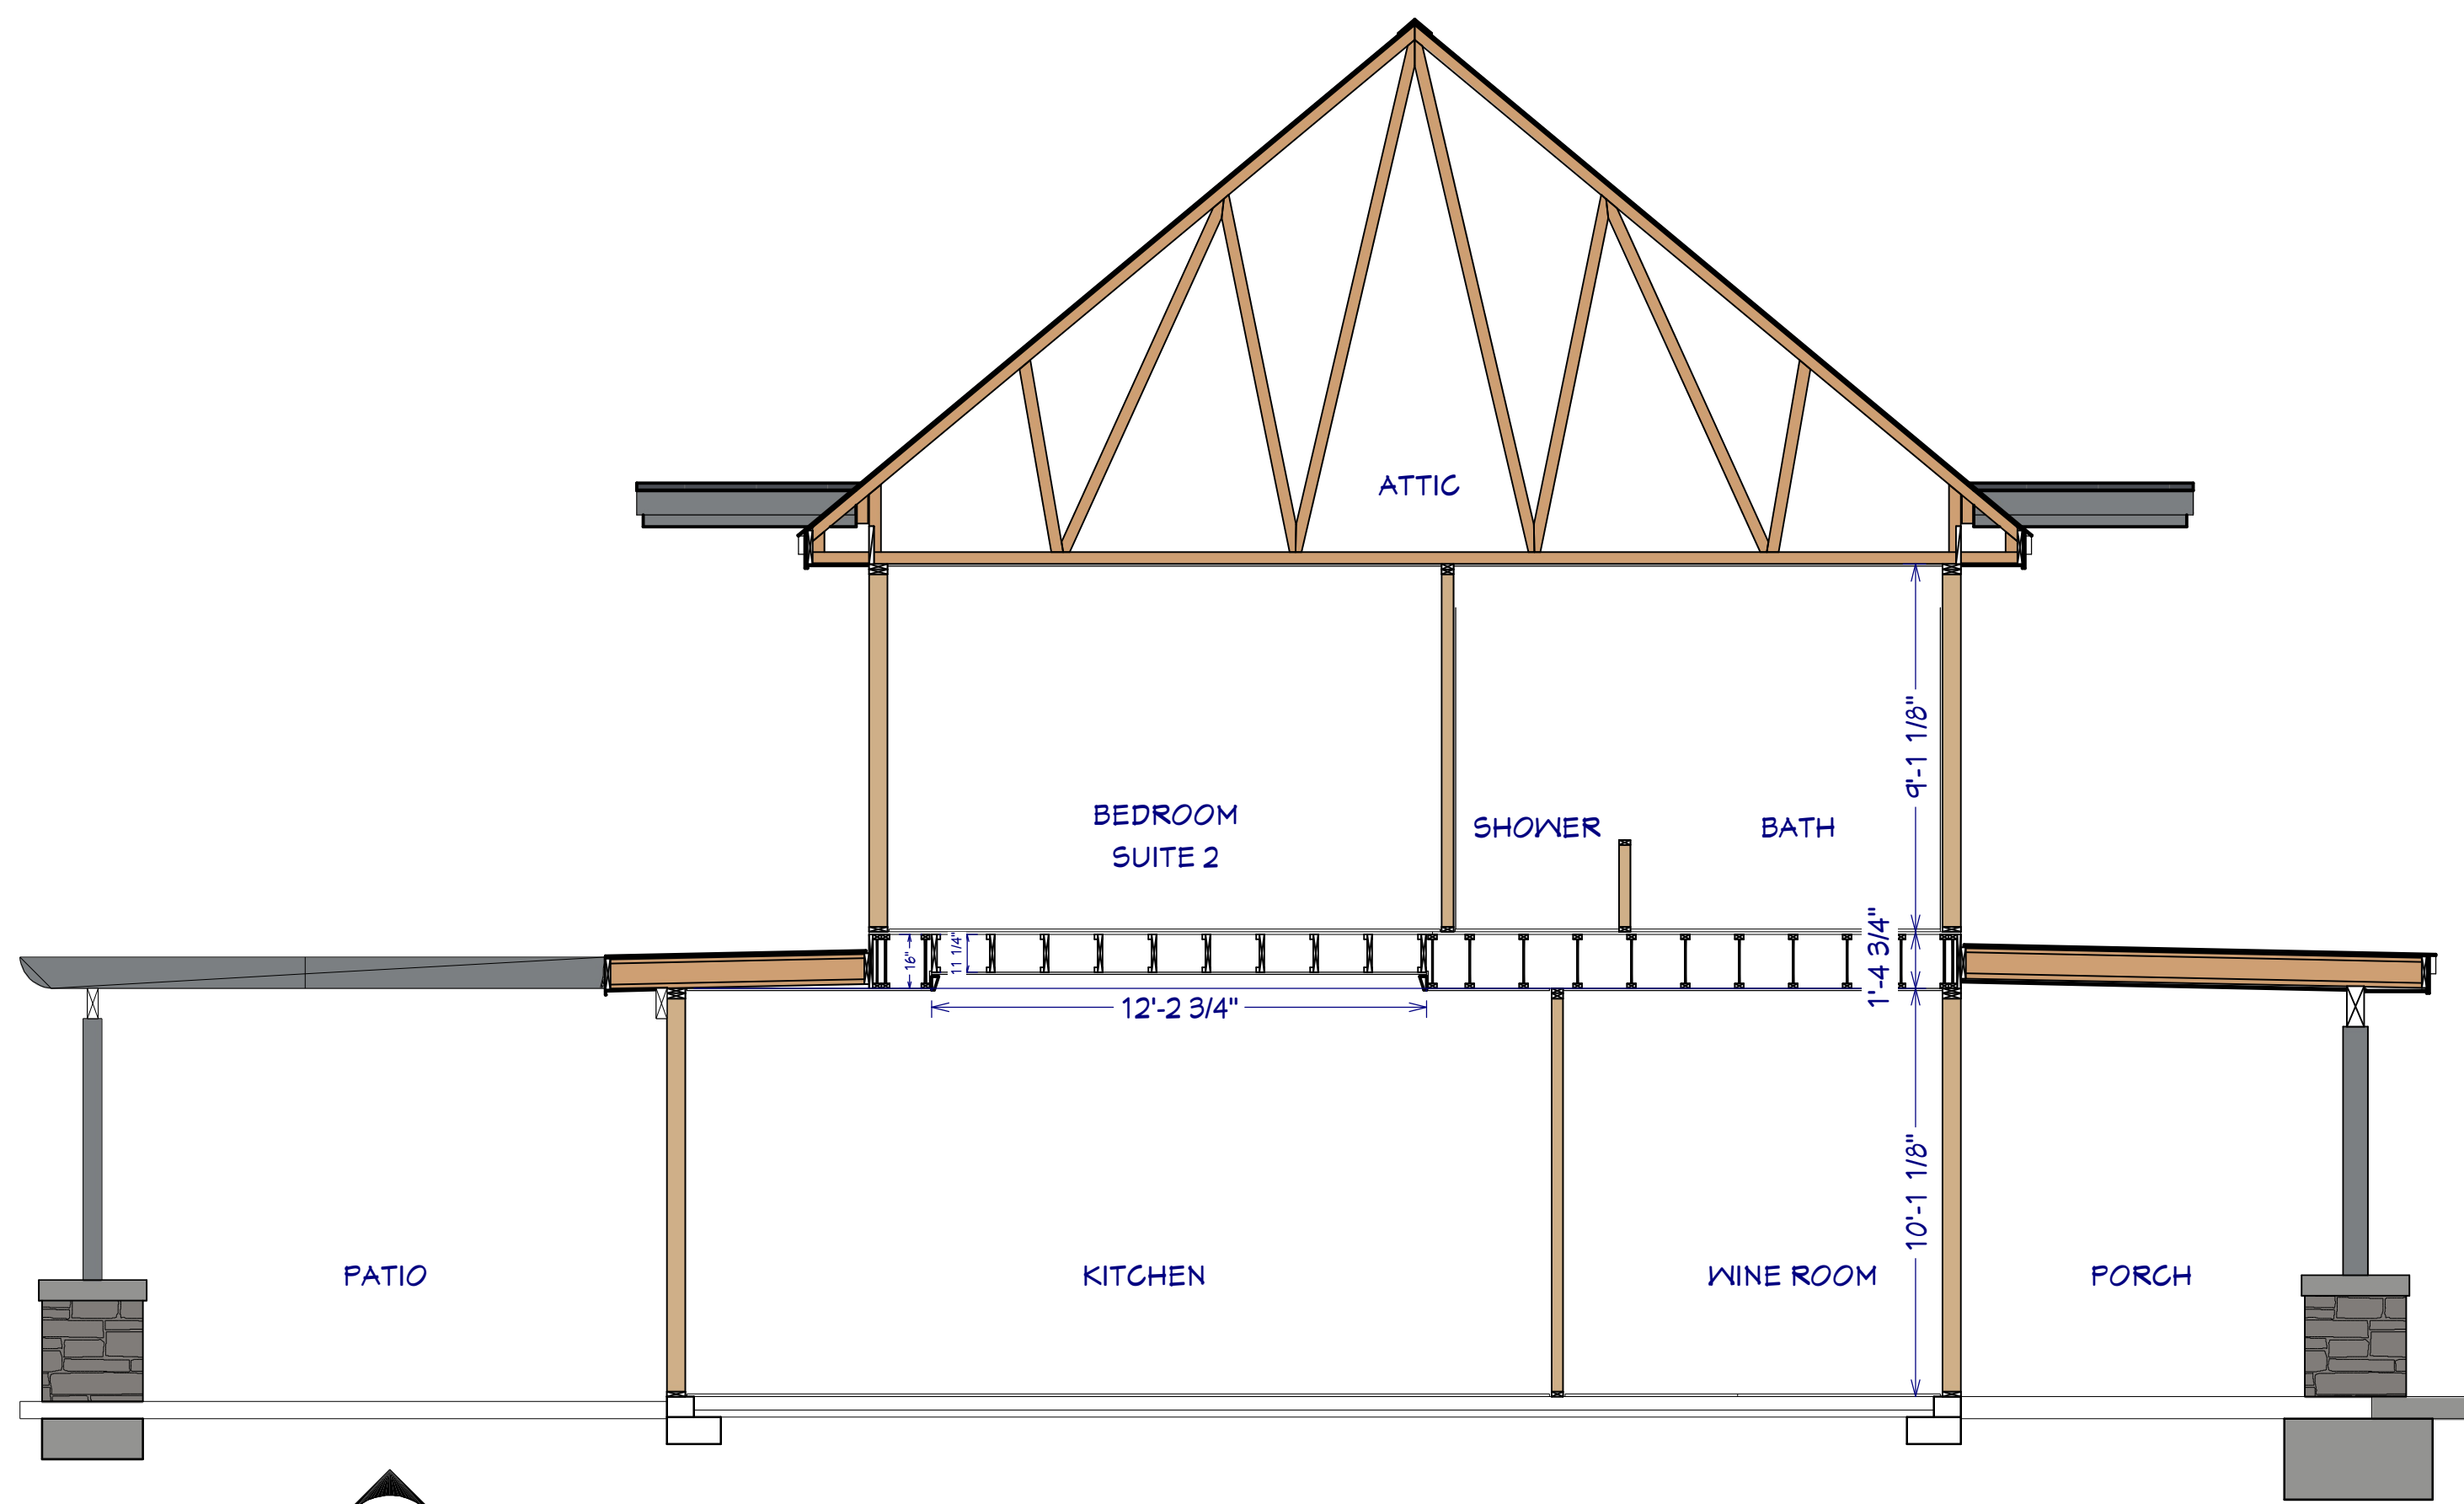 ATTIC
9'-1 1/8"
BEDROOM
SUITE 2
SHOWER
BATH
16"
11 1/4"
1'-4 3/4"
12'-2 3/4"
10'-1 1/8"
PATIO
KITCHEN
WINE ROOM
PORCH